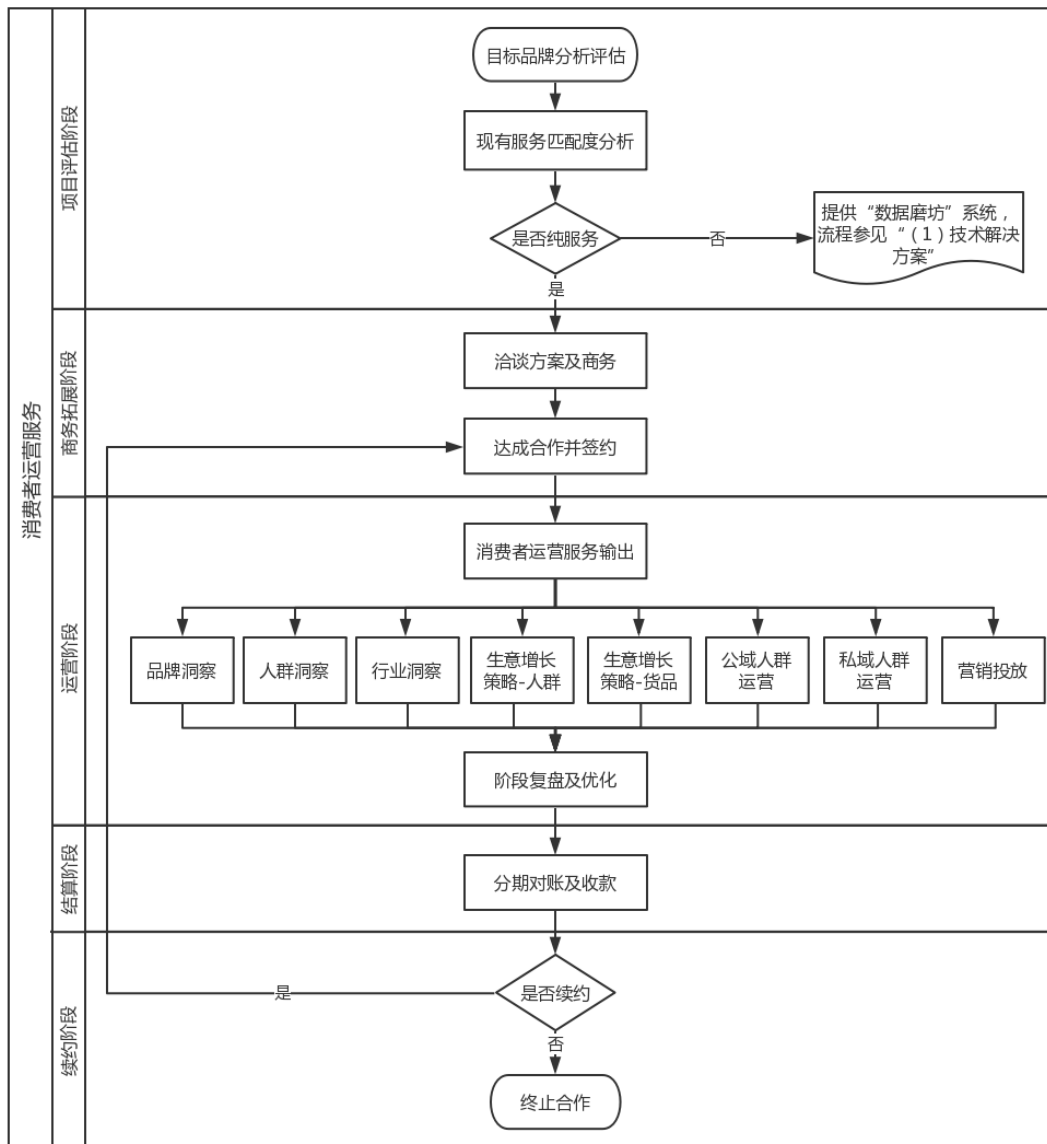 消费者运营服务
项目评估阶段
目标品牌分析评估
现有服务匹配度分析
是否纯服务
否
提供“数据磨坊”系统，
流程参见“（1）技术解决
方案”
是
商务拓展阶段
洽谈方案及商务
达成合作并签约
运营阶段
消费者运营服务输出
品牌洞察
人群洞察
行业洞察
生意增长
策略-人群
生意增长
策略-货品
公域人群
运营
私域人群
运营
营销投放
阶段复盘及优化
结算阶段
分期对账及收款
续约阶段
是否续约
是
否
终止合作